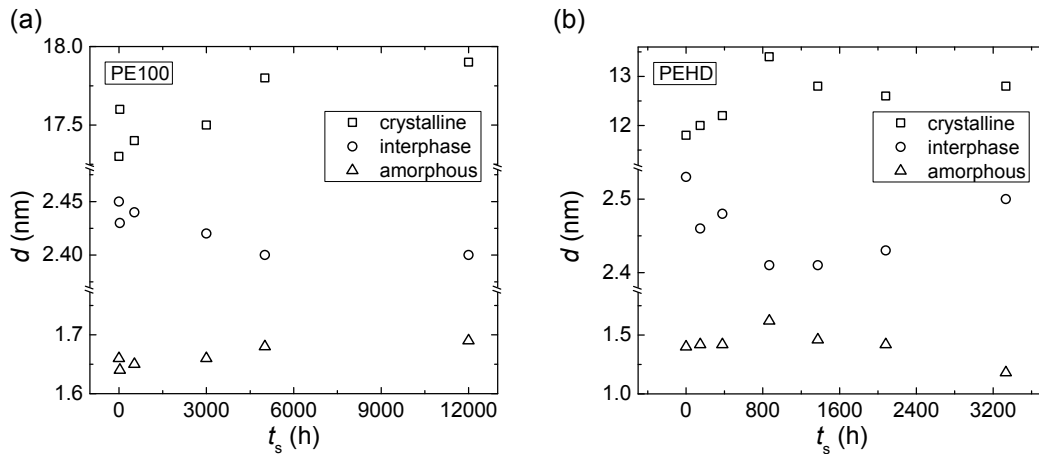 (a)
PE100
18.0
17.5
2.45
2.40
1.7
1.6
d (nm)
0 3000 6000 9000 12000
ts (h)
crystalline
interphase
amorphous
(b)
PEHD
13
12
2.5
2.4
1.5
1.0
d (nm)
0 800 1600 2400 3200
ts (h)
crystalline
interphase
amorphous